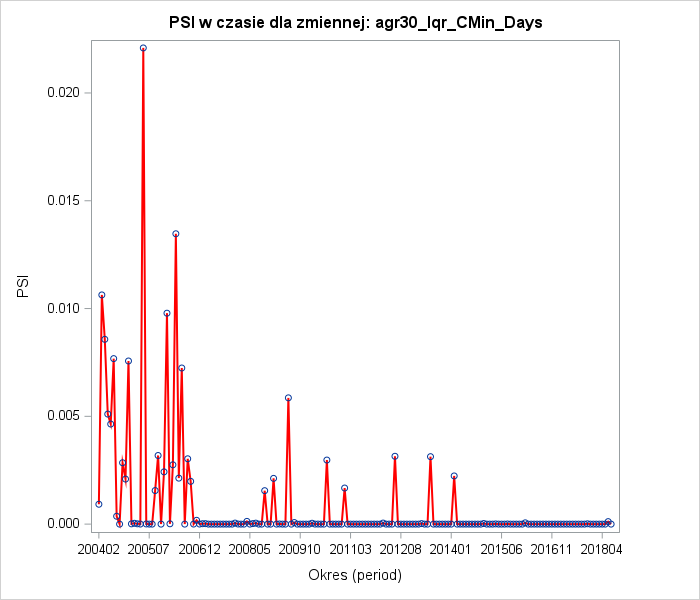 PSI w czasie dla zmiennej: agr30_Iqr_CMin_Days
0.020
0.015
PSI
0.010
0.005
0.000
200402 200507 200612 200805 200910 201103 201208 201401 201506 201611 201804
Okres (period)